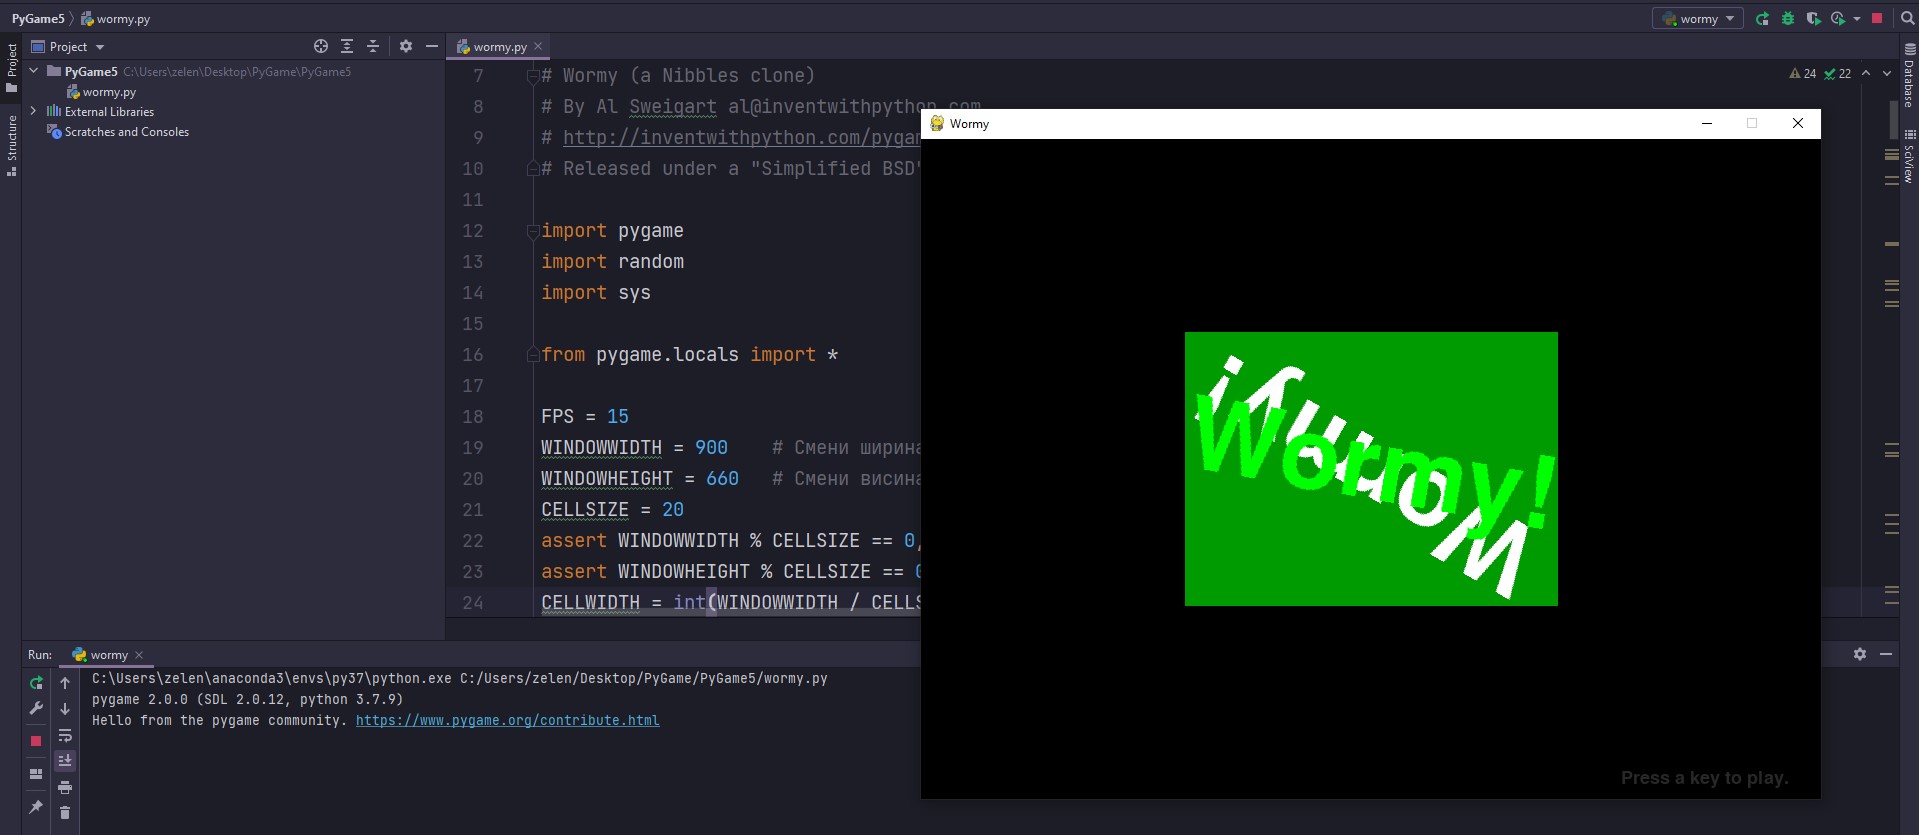 PyGame5
wormy.py
wormy
Project
wormy.py
Project
PyGame5 C:\Users\zelen\Desktop\PyGame\PyGame5
wormy.py
External Libraries
Scratches and Consoles
Structure
24 22
Database
SciView
7 # Wormy (a Nibbles clone)
8 # By Al Sweigart al@inventwithpython.com
9 # http://inventwithpython.com/pygam
10 # Released under a "Simplified BSD"
11
12 import pygame
13 import random
14 import sys
15
16 from pygame.locals import *
17
18 FPS = 15
19 WINDOWWIDTH = 900 # Смени ширина
20 WINDOWHEIGHT = 660 # Смени висина
21 CELLSIZE = 20
22 assert WINDOWWIDTH % CELLSIZE == 0,
23 assert WINDOWHEIGHT % CELLSIZE == 0
24 CELLWIDTH = int(WINDOWWIDTH / CELLS
Wormy
Wormy!
Wormy!
Press a key to play.
Run: wormy
C:\Users\zelen\anaconda3\envs\py37\python.exe C:/Users/zelen/Desktop/PyGame/PyGame5/wormy.py
pygame 2.0.0 (SDL 2.0.12, python 3.7.9)
Hello from the pygame community. https://www.pygame.org/contribute.html